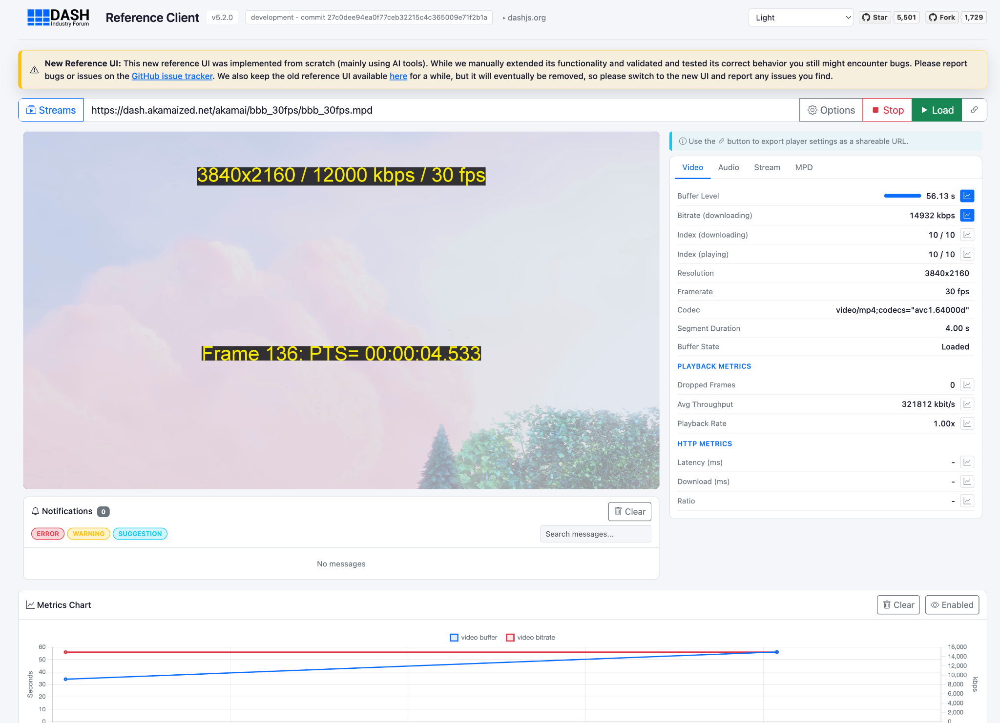 DASH
Industry Forum
Reference Client
v5.2.0
development - commit 27c0dee94ea0f77ceb32215c4c365009e71f2b1a
dashjs.org
Light
Star
5,501
Fork
1,729
New Reference UI: This new reference UI was implemented from scratch (mainly using AI tools). While we manually extended its functionality and validated and tested its correct behavior you still might encounter bugs. Please report
bugs or issues on the GitHub issue tracker. We also keep the old reference UI available here for a while, but it will eventually be removed, so please switch to the new UI and report any issues you find.
Streams
https://dash.akamaized.net/akamai/bbb_30fps/bbb_30fps.mpd
Options
Stop
Load
3840x2160 / 12000 kbps / 30 fps
Frame 136: PTS= 00:00:04.533
Use the button to export player settings as a shareable URL.
Video
Audio
Stream
MPD
Buffer Level
56.13 s
Bitrate (downloading)
14932 kbps
Index (downloading)
10 / 10
Index (playing)
10 / 10
Resolution
3840x2160
Framerate
30 fps
Codec
video/mp4;codecs="avc1.64000d"
Segment Duration
4.00 s
Buffer State
Loaded
PLAYBACK METRICS
Dropped Frames
0
Avg Throughput
321812 kbit/s
Playback Rate
1.00x
HTTP METRICS
Latency (ms)
-
Download (ms)
-
Ratio
-
Notifications
0
Clear
ERROR
WARNING
SUGGESTION
Search messages...
No messages
Metrics Chart
Clear
Enabled
video buffer
video bitrate
60
50
40
30
20
10
0
Seconds
16,000
14,000
12,000
10,000
8,000
6,000
4,000
2,000
0
kbps